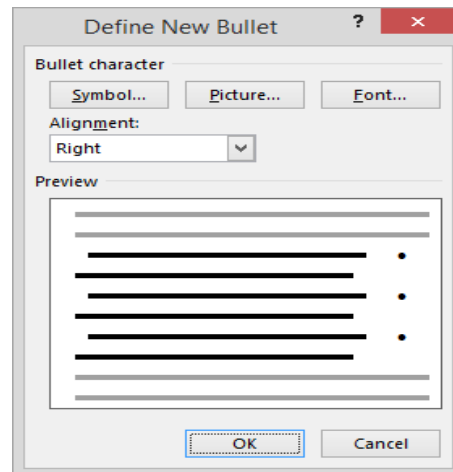 Define New Bullet ?
Bullet character
Symbol... Picture... Font...
Alignment:
Right
Preview
OK Cancel